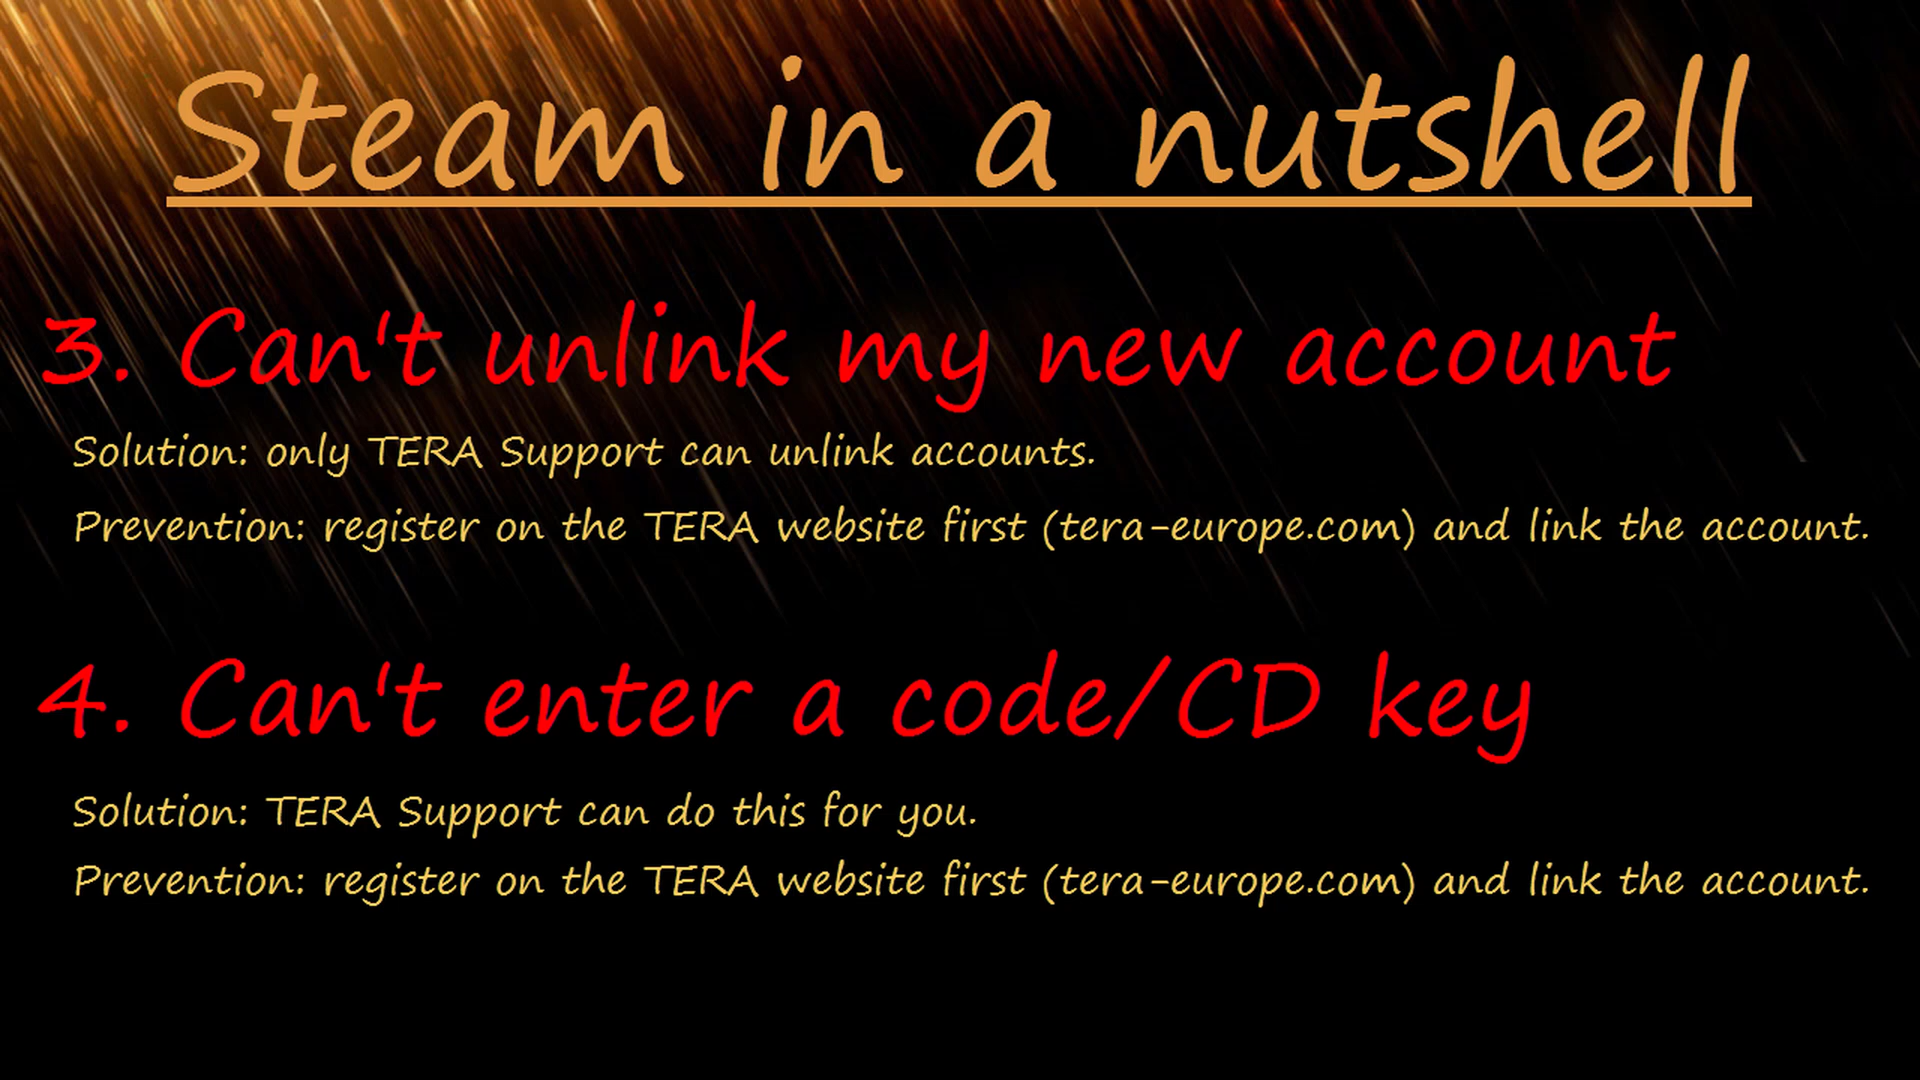 Steam in a nutshell
3. Can't unlink my new account
Solution: only TERA Support can unlink accounts.
Prevention: register on the TERA website first (tera-europe.com) and link the account.
4. Can't enter a code/CD key
Solution: TERA Support can do this for you.
Prevention: register on the TERA website first (tera-europe.com) and link the account.